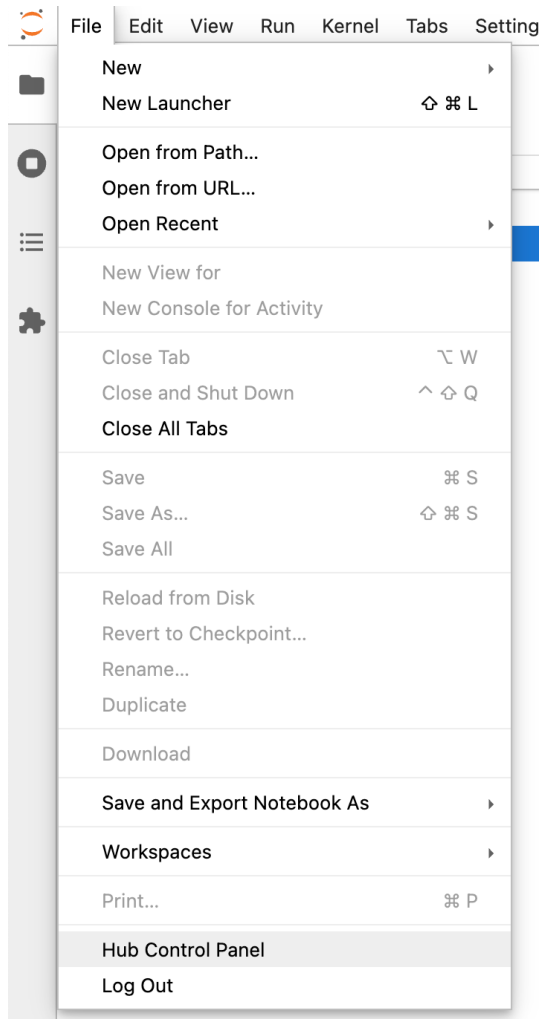 File Edit View Run Kernel Tabs Setting
New
New Launcher ⇧ ⌘ L
Open from Path...
Open from URL...
Open Recent
New View for
New Console for Activity
Close Tab ⌥ W
Close and Shut Down ^ ⇧ Q
Close All Tabs
Save ⌘ S
Save As... ⇧ ⌘ S
Save All
Reload from Disk
Revert to Checkpoint...
Rename...
Duplicate
Download
Save and Export Notebook As
Workspaces
Print... ⌘ P
Hub Control Panel
Log Out